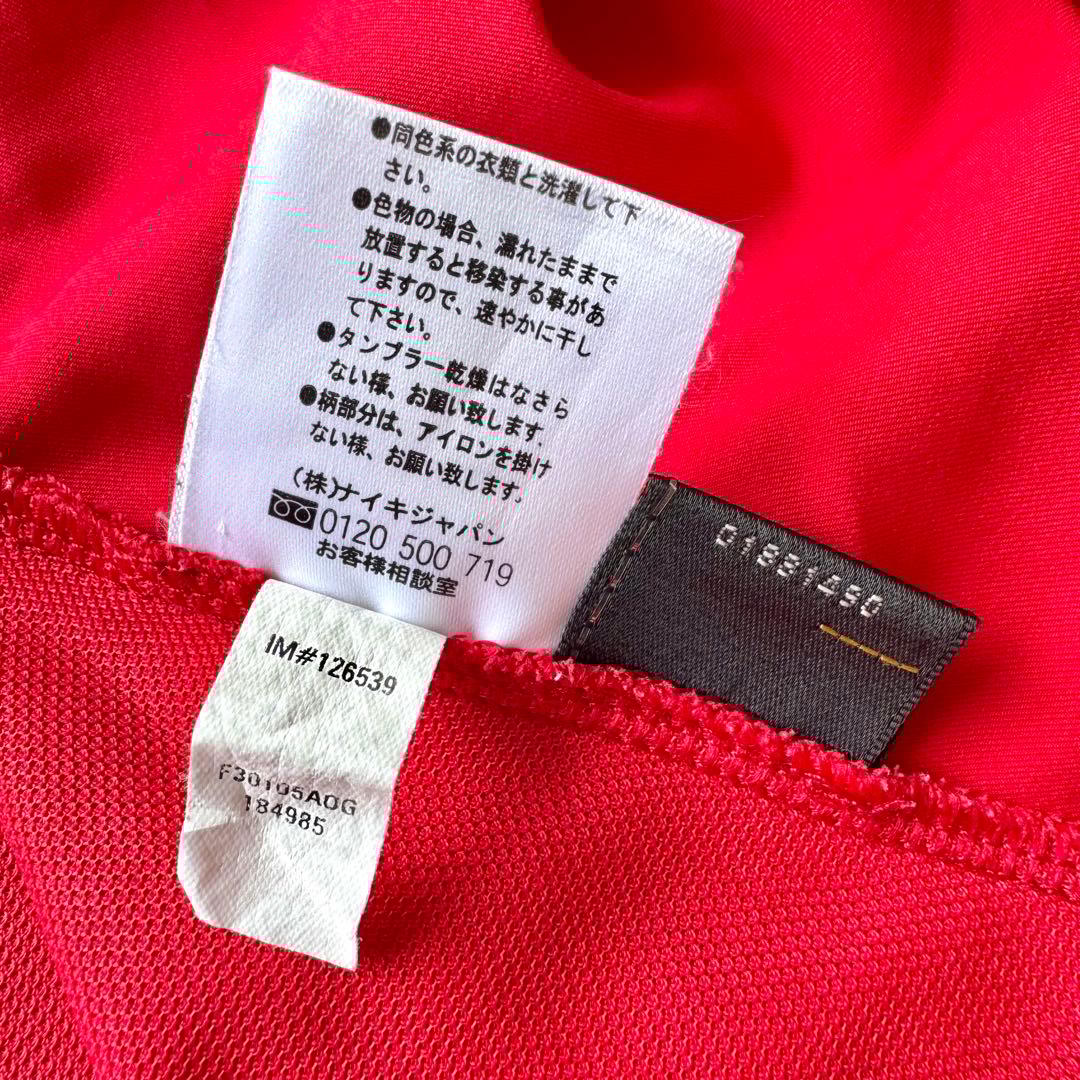 ●同色系の衣類と洗濯して下
さい。
●色物の場合、濡れたままで
放置すると移染する事があ
りますので、速やかに干し
て下さい。
●タンブラー乾燥はなさら
ない様、お願い致します。
●柄部分は、アイロンを掛け
ない様、お願い致します。
(株)ナイキジャパン
0120 500 719
お客様相談室
IM#126539
F30105AOG
184985